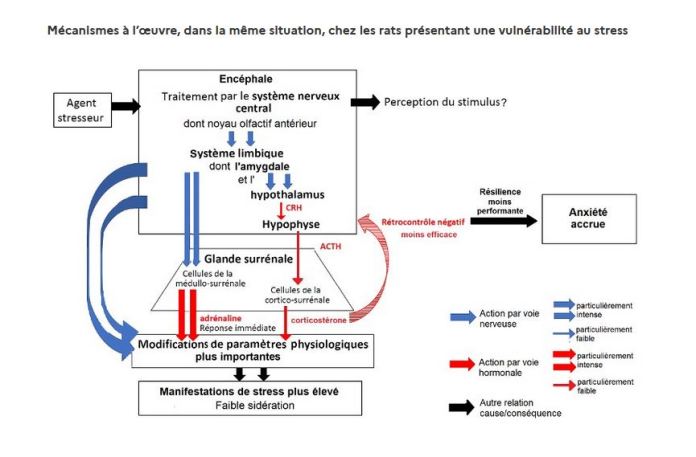 Mécanismes à l'œuvre, dans la même situation, chez les rats présentant une vulnérabilité au stress
Encéphale
Agent
stresseur
Traitement par le système nerveux
central
dont noyau olfactif antérieur
Perception du stimulus?
Système limbique
dont l'amygdale
et l'
hypothalamus
CRH
Hypophyse
Rétrocontrôle négatif
moins efficace
Résilience
moins
performante
Anxiété
accrue
ACTH
Glande surrénale
Cellules de la
médullo-surrénale
Cellules de la
cortico-surrénale
adrénaline
Réponse immédiate
corticostérone
Modifications de paramètres physiologiques
plus importantes
Manifestations de stress plus élevé
Faible sidération
Action par voie
nerveuse
particulièrement
intense
particulièrement
faible
Action par voie
hormonale
particulièrement
intense
particulièrement
faible
Autre relation
cause/conséquence